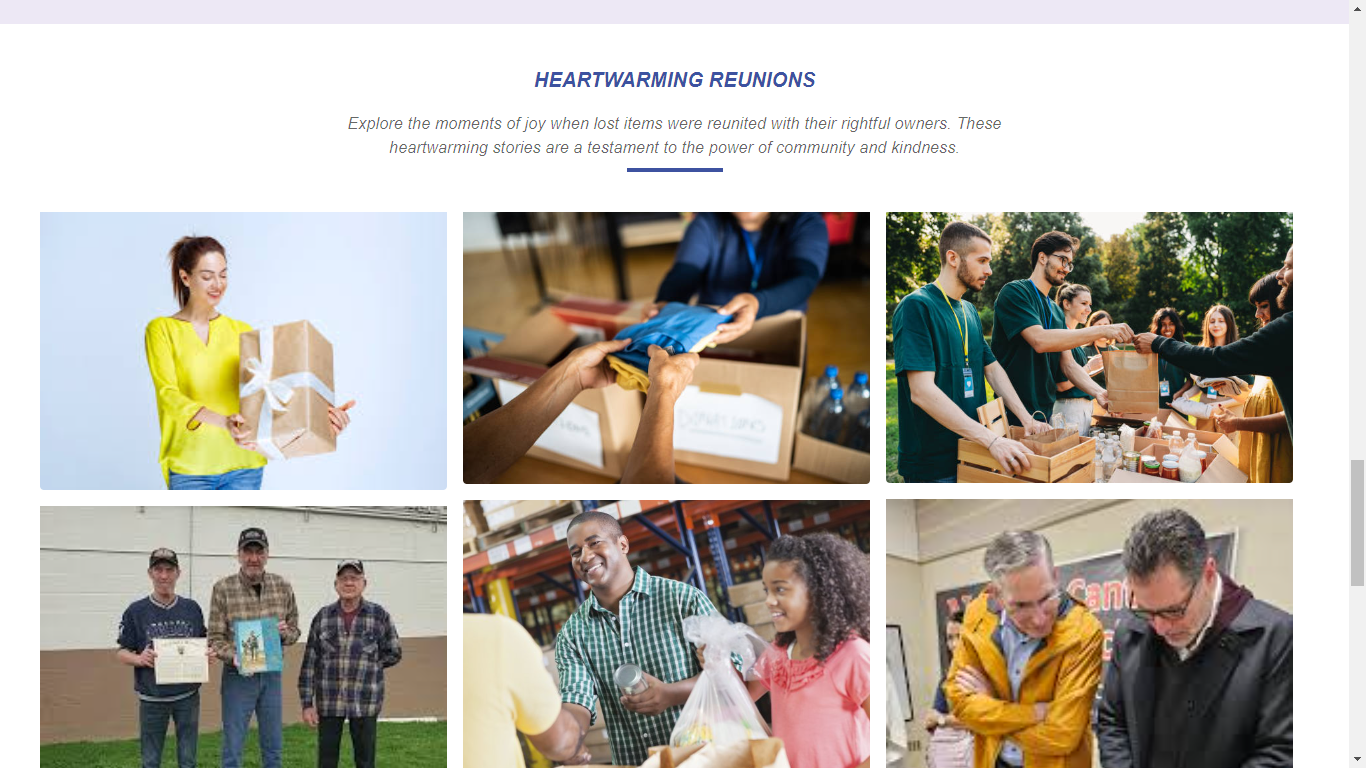 HEARTWARMING REUNIONS
Explore the moments of joy when lost items were reunited with their rightful owners. These
heartwarming stories are a testament to the power of community and kindness.
DONATIONS